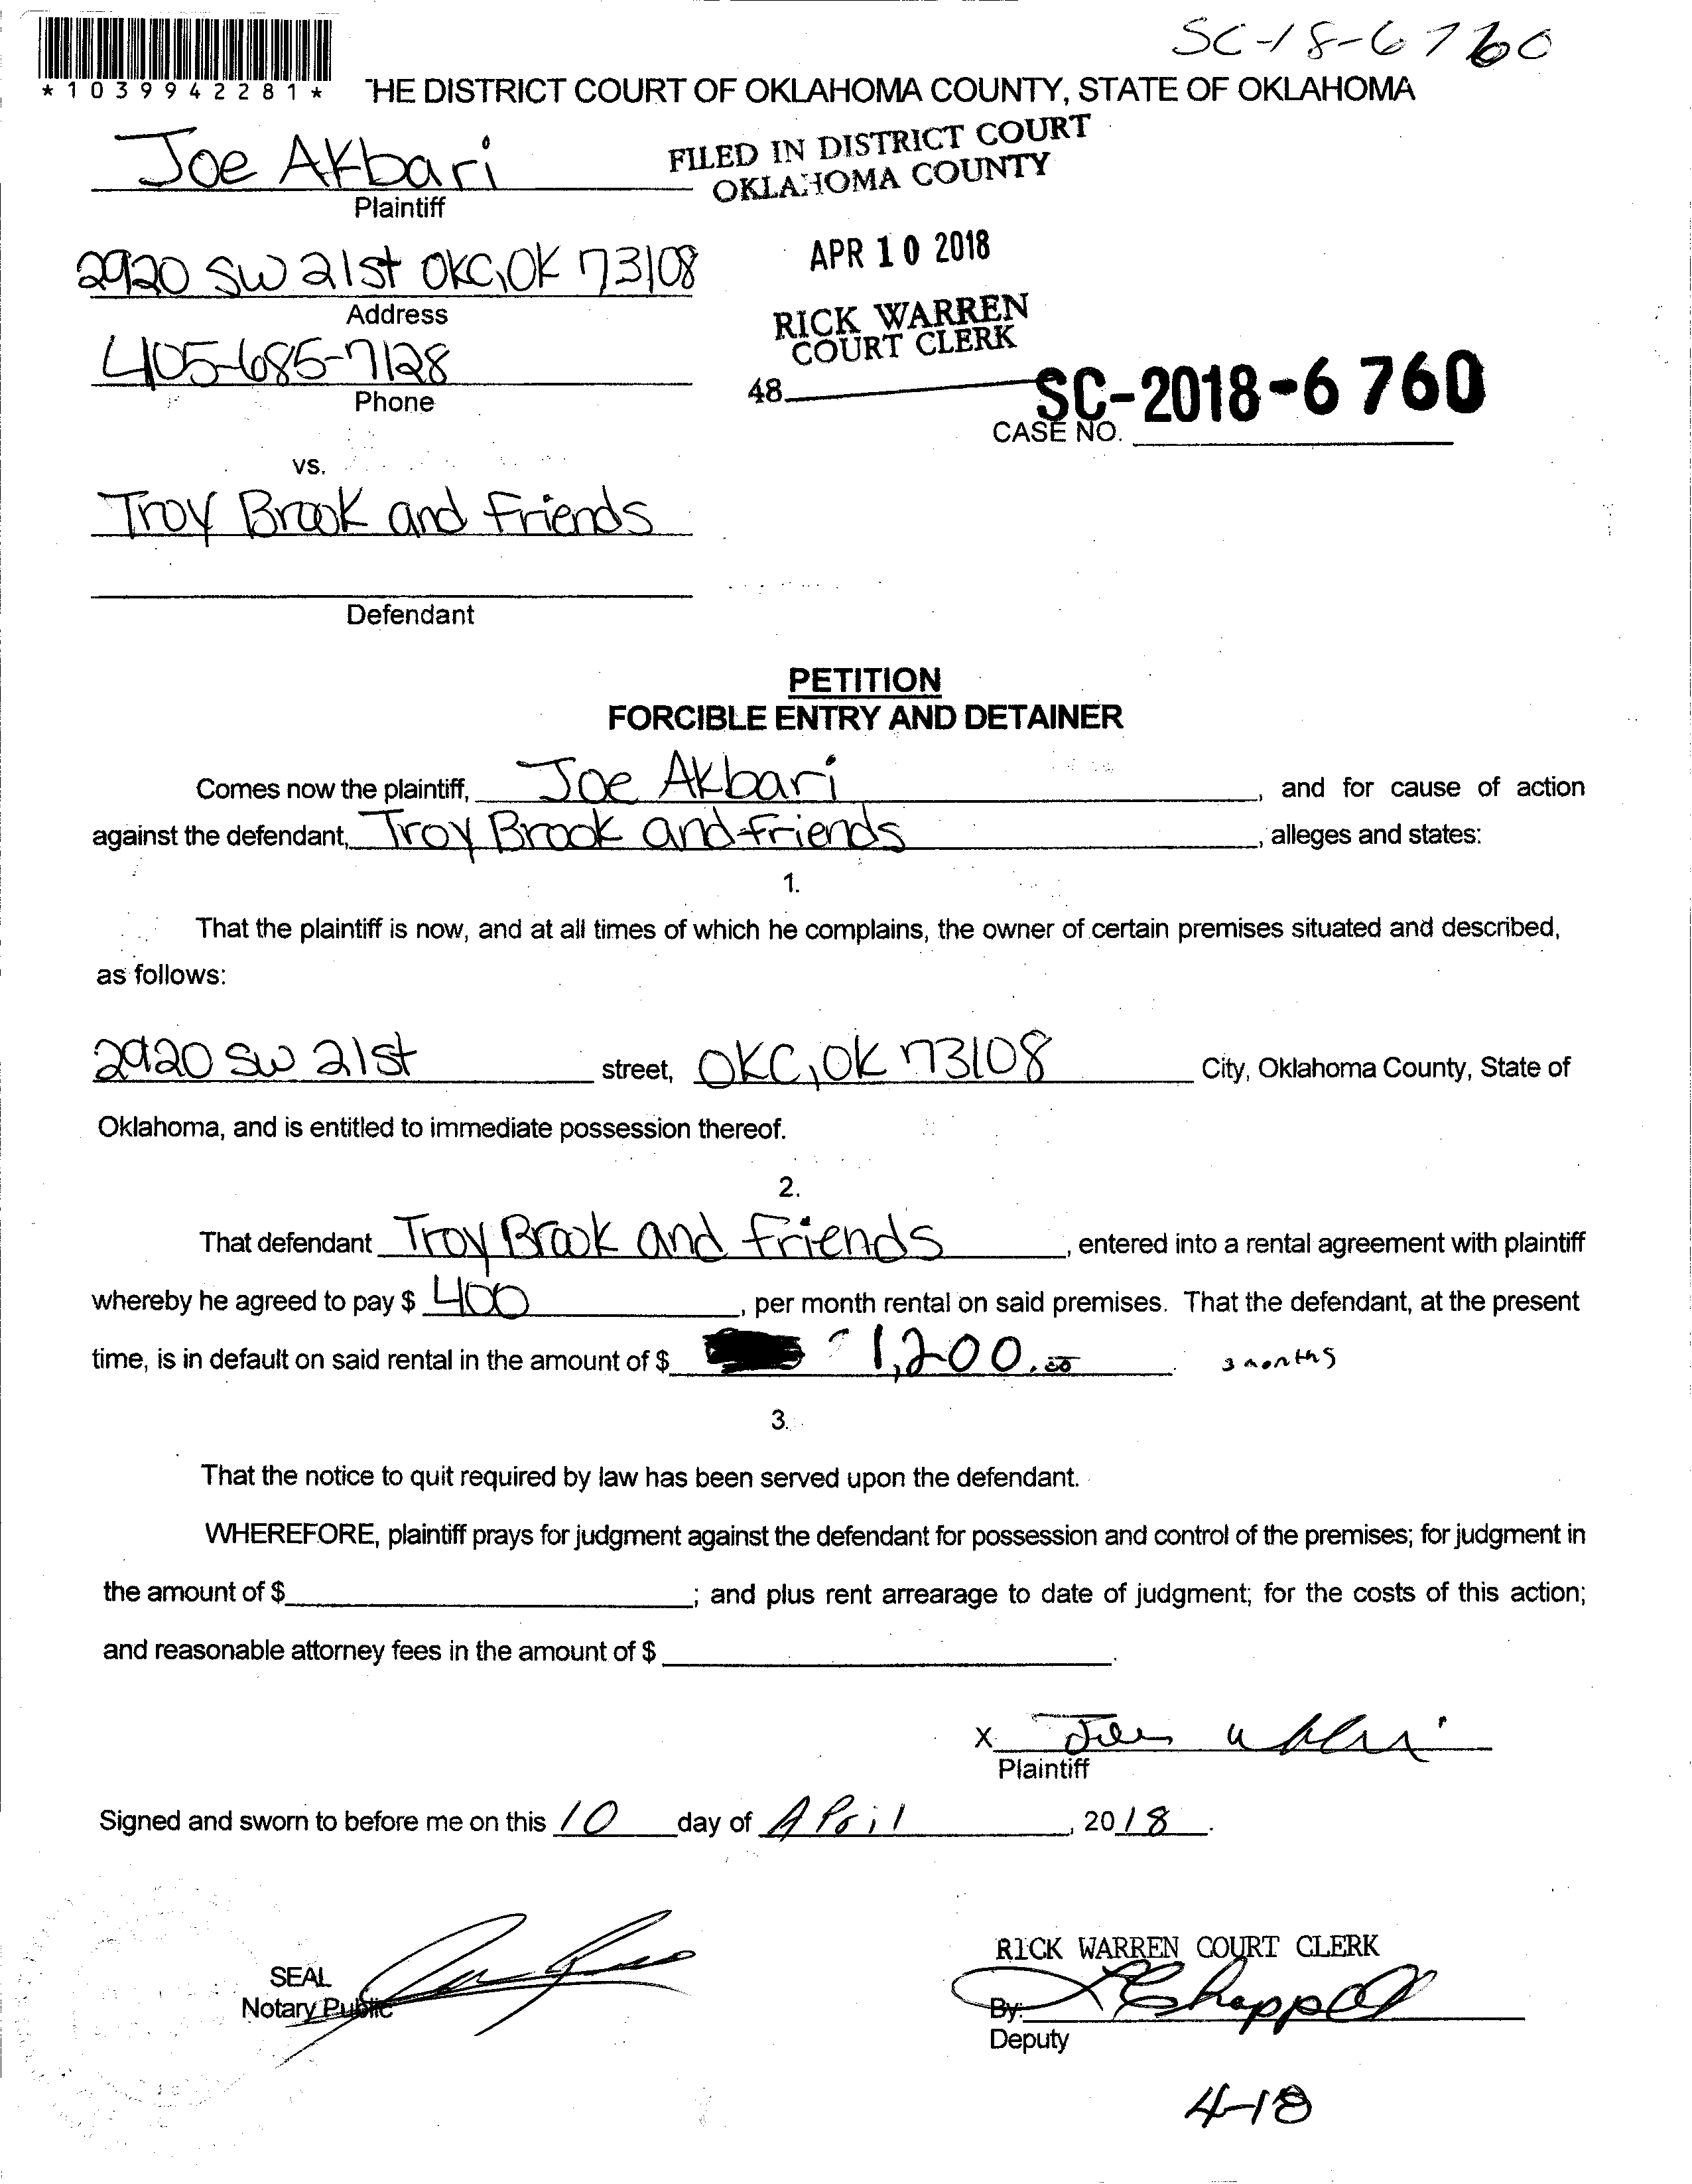 SC-18-6760
*1039942281*
THE DISTRICT COURT OF OKLAHOMA COUNTY, STATE OF OKLAHOMA
Joe Akbari
Plaintiff
FILED IN DISTRICT COURT
OKLAHOMA COUNTY
2920 SW 21st OKC, OK 73108
Address
APR 10 2018
405-685-7128
Phone
RICK WARREN
COURT CLERK
48
SC-2018-6760
CASE NO.
vs.
Troy Brook and Friends
Defendant
PETITION
FORCIBLE ENTRY AND DETAINER
Comes now the plaintiff, Joe Akbari, and for cause of action
against the defendant, Troy Brook and friends, alleges and states:
1.
That the plaintiff is now, and at all times of which he complains, the owner of certain premises situated and described,
as follows:
2920 SW 21st street, OKC, OK 73108 City, Oklahoma County, State of
Oklahoma, and is entitled to immediate possession thereof.
2.
That defendant Troy Brook and friends, entered into a rental agreement with plaintiff
whereby he agreed to pay $ 400, per month rental on said premises. That the defendant, at the present
time, is in default on said rental in the amount of $ 1,200.00. 3 months
3.
That the notice to quit required by law has been served upon the defendant.
WHEREFORE, plaintiff prays for judgment against the defendant for possession and control of the premises; for judgment in
the amount of $ ; and plus rent arrearage to date of judgment; for the costs of this action;
and reasonable attorney fees in the amount of $ .
X
Plaintiff
Signed and sworn to before me on this 10 day of April, 2018.
SEAL
Notary Public
RICK WARREN COURT CLERK
By: Chappell
Deputy
4-18